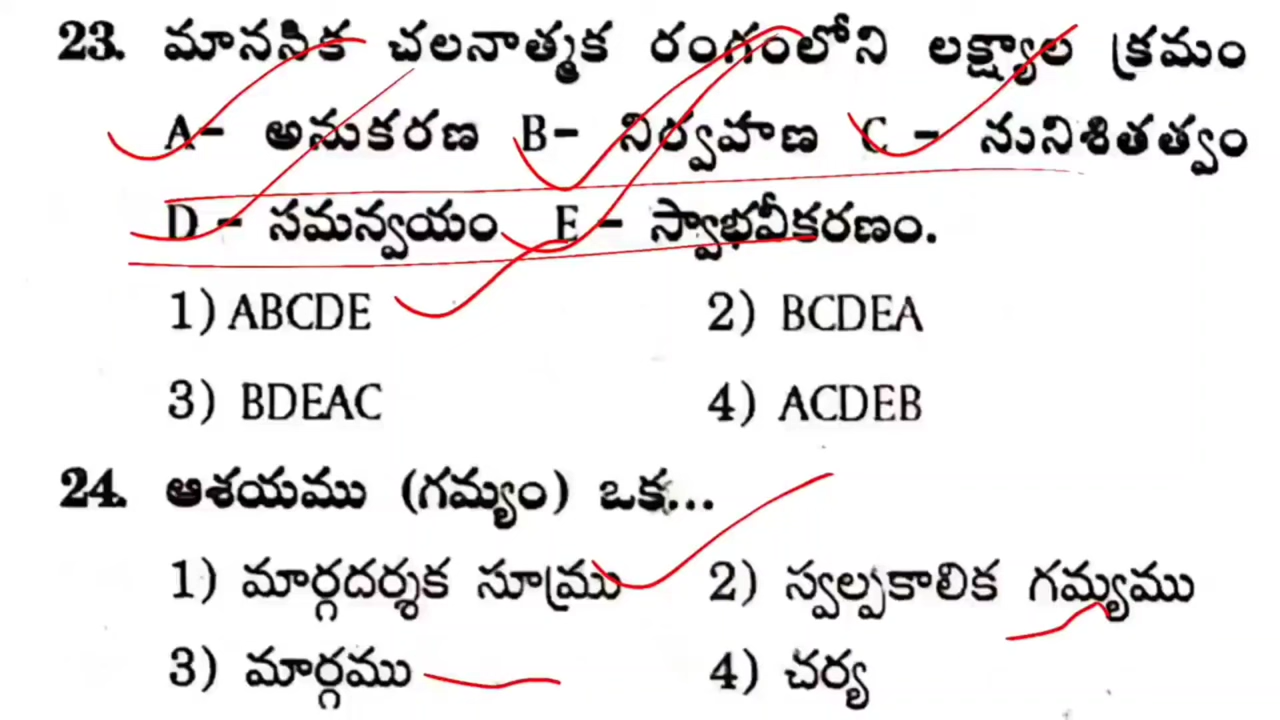 23. మానసిక చలనాత్మక రంగంలోని లక్ష్యాల క్రమం
A- అనుకరణ B- నిర్వహణ C - నునిశితత్వం
D - సమన్వయం E - స్వాభవీకరణం.
1) ABCDE 2) BCDEA
3) BDEAC 4) ACDEB
24. ఆశయము (గమ్యం) ఒక...
1) మార్గదర్శక సూత్రము 2) స్వల్పకాలిక గమ్యము
3) మార్గము 4) చర్య